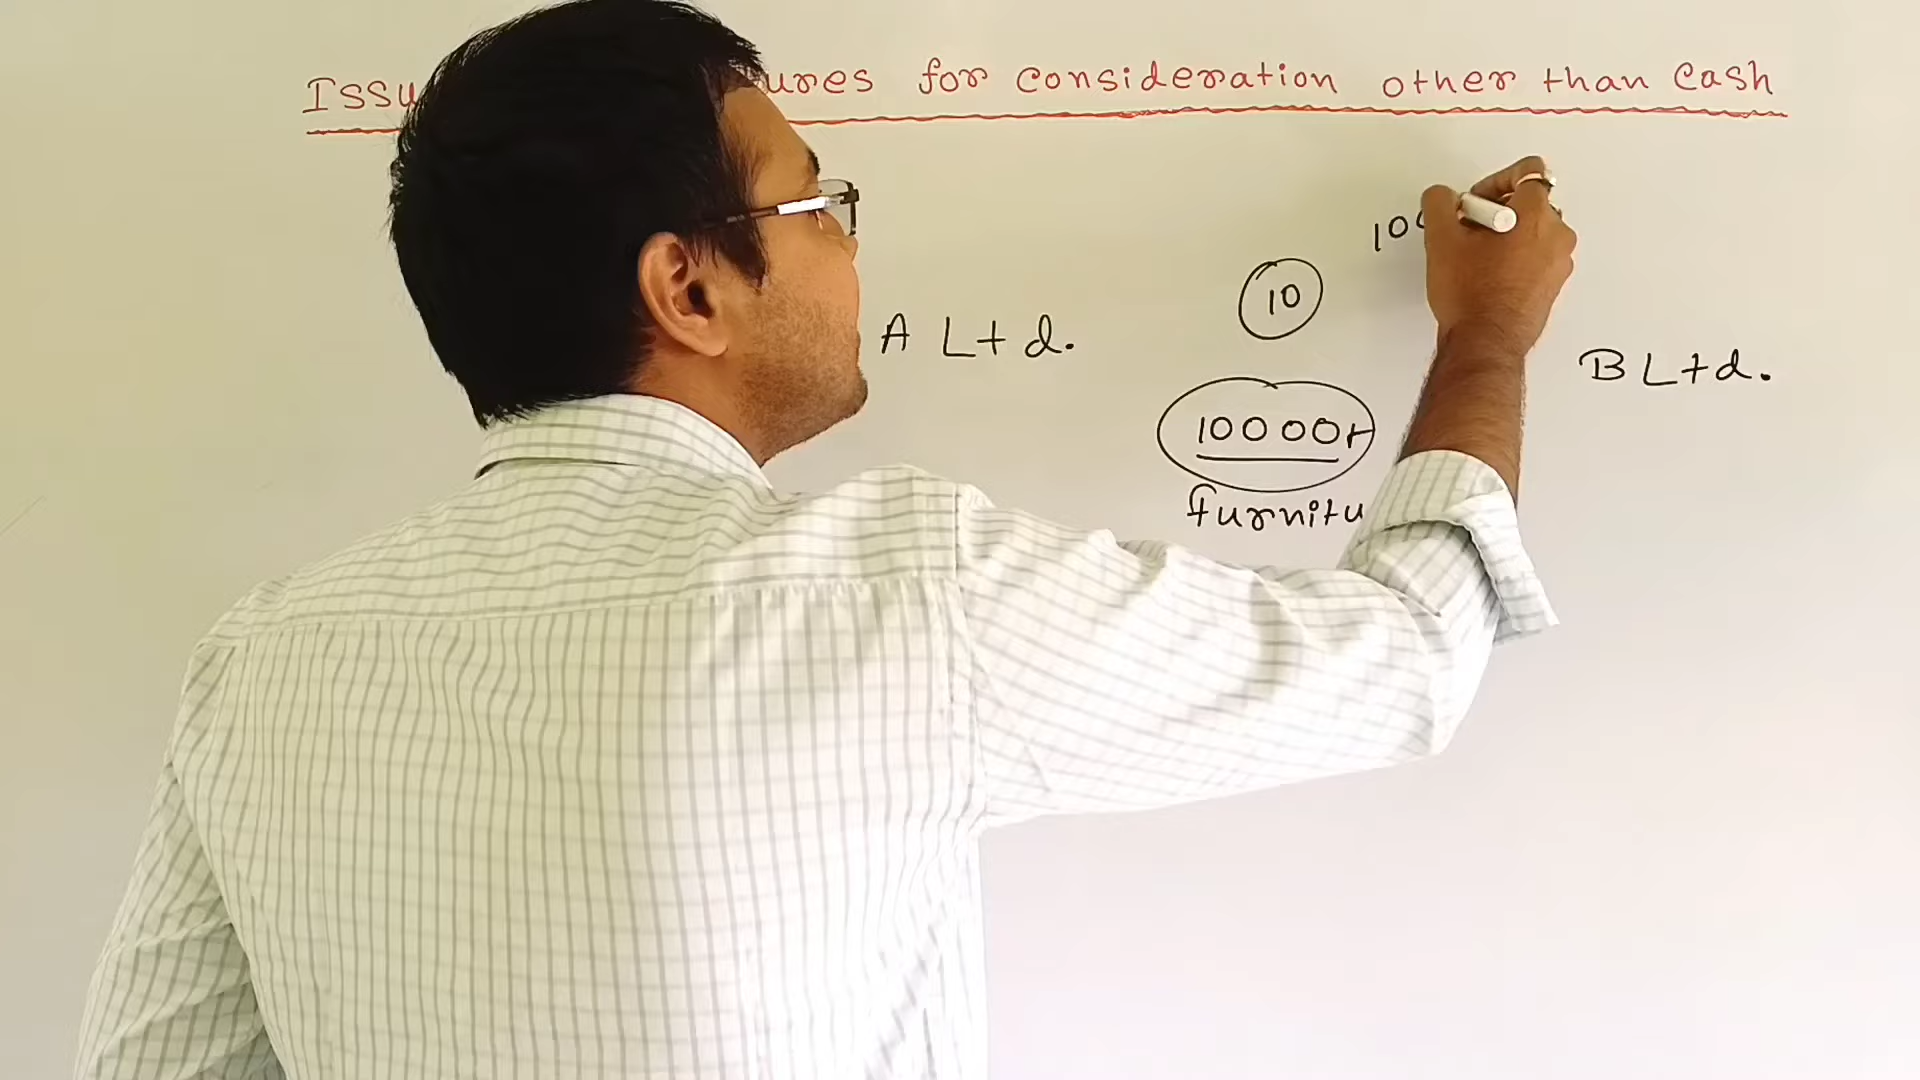 Issu ures for consideration other than Cash
10
10
A Ltd.
B Ltd.
10000
furnitu